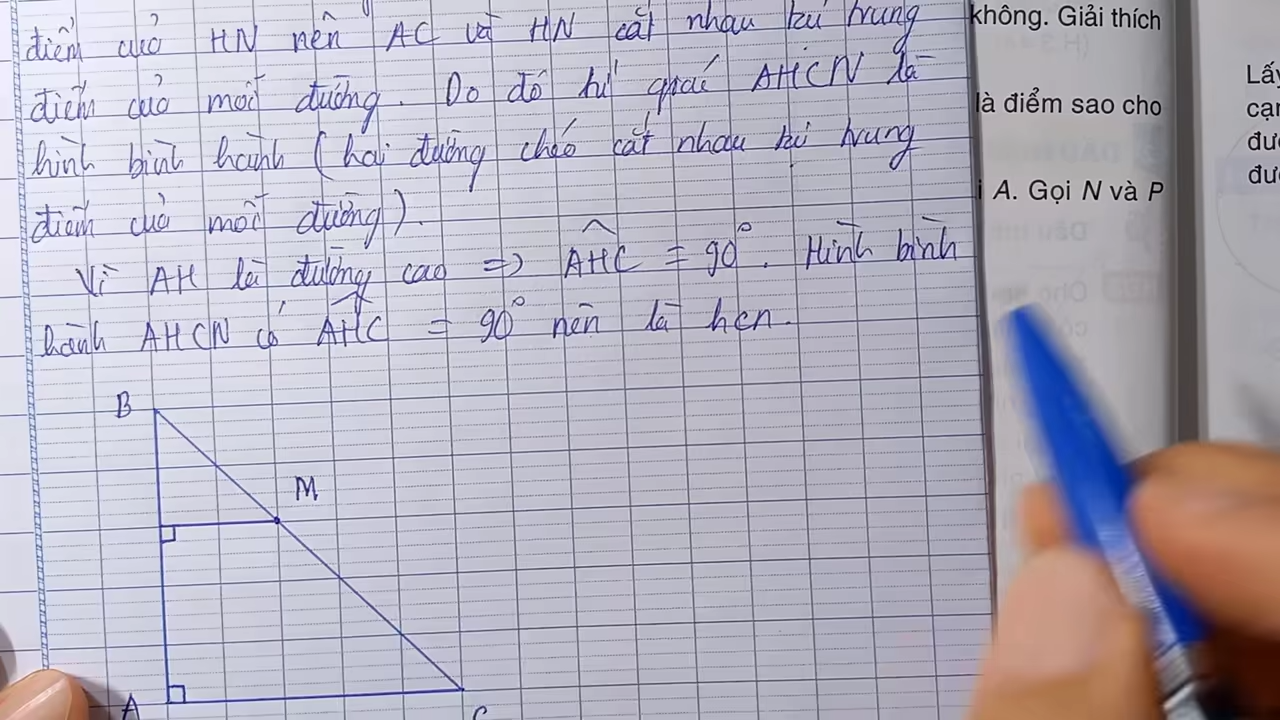 điểm của HN nên AC và HN cắt nhau tại trung
điểm của mỗi đường. Do đó tứ giác AHCN là
hình bình hành (hai đường chéo cắt nhau tại trung
điểm của mỗi đường).
Vì AH là đường cao => AHC = 90°. Hình bình
hành AHCN có AHC = 90° nên là hcn.
B
M
A
C
không. Giải thích
là điểm sao cho
i A. Gọi N và P
Lấy
cạn
đư
đư